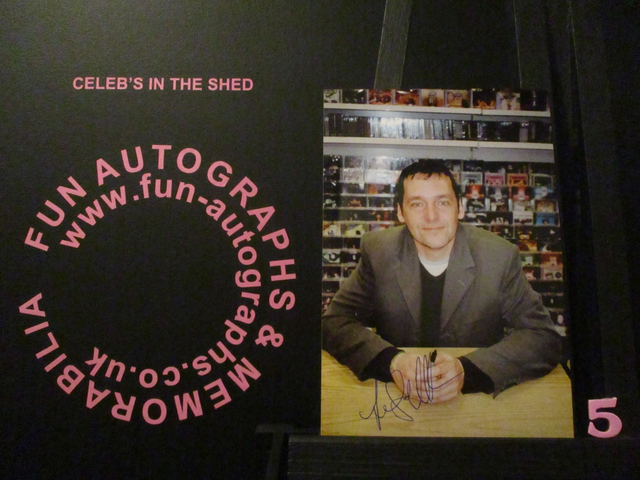 CELEB'S IN THE SHED
FUN AUTOGRAPHS & MEMORABILIA
www.fun-autographs.co.uk
5